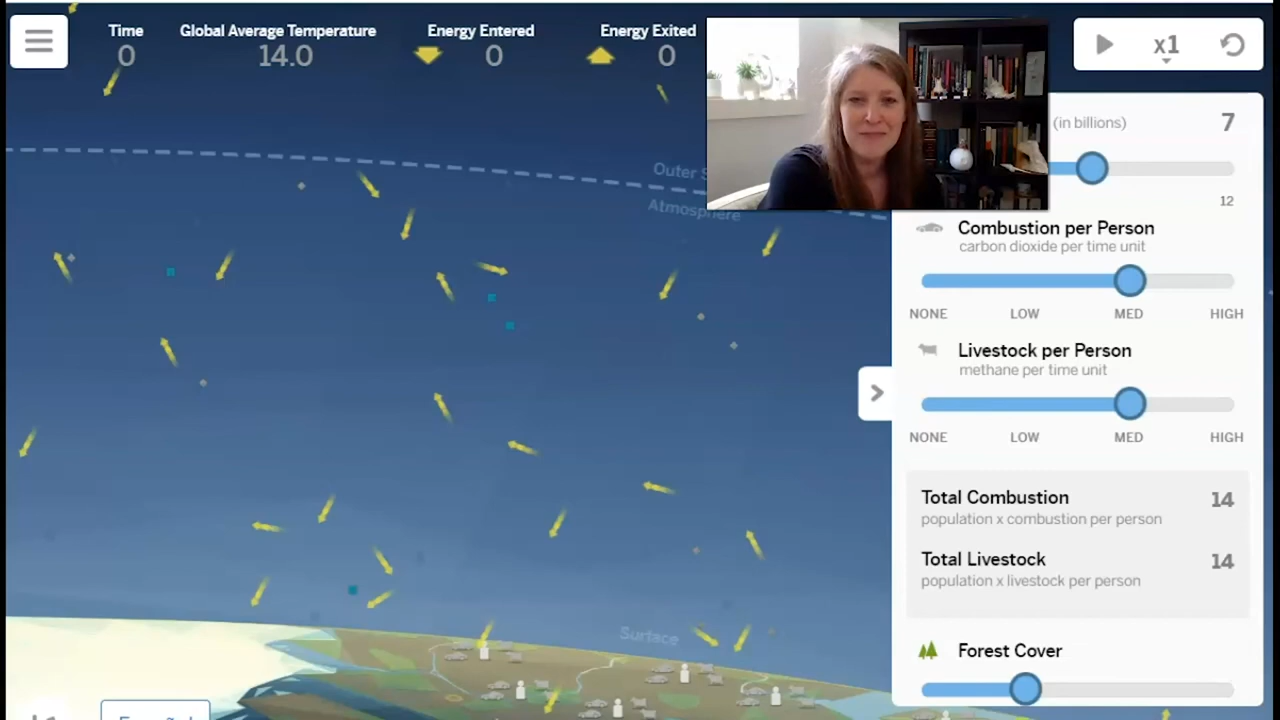 Time
0
Global Average Temperature
14.0
Energy Entered
0
Energy Exited
0
x1
(in billions)
7
12
Outer
Atmosphere
Combustion per Person
carbon dioxide per time unit
NONE LOW MED HIGH
Livestock per Person
methane per time unit
NONE LOW MED HIGH
Total Combustion 14
population x combustion per person
Total Livestock 14
population x livestock per person
Surface
Forest Cover
Español